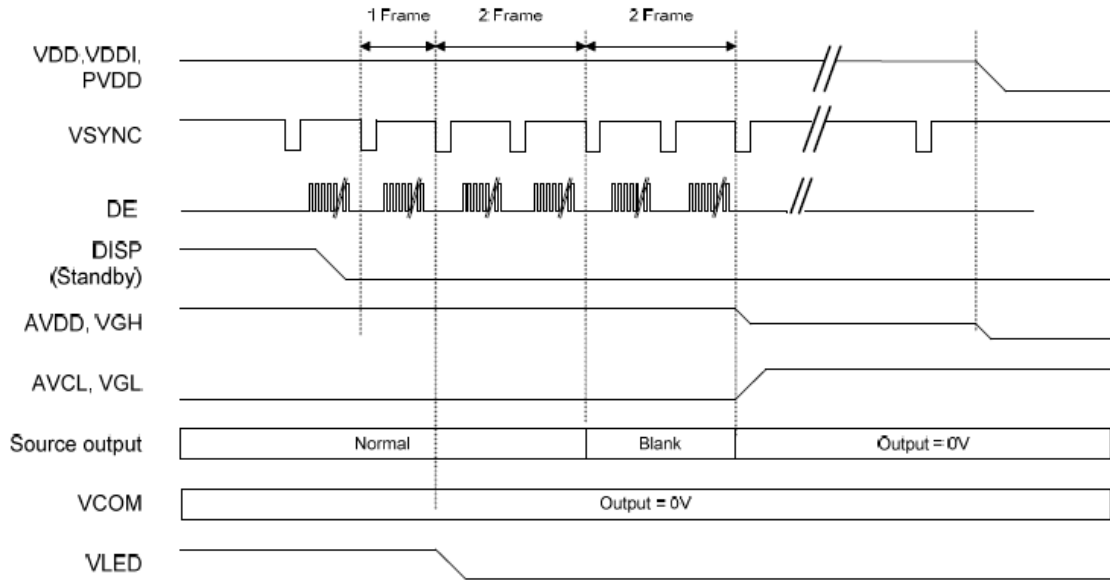 1 Frame 2 Frame 2 Frame
VDD,VDDI,
PVDD
VSYNC
DE
DISP
(Standby)
AVDD, VGH
AVCL, VGL
Source output Normal Blank Output = 0V
VCOM Output = 0V
VLED